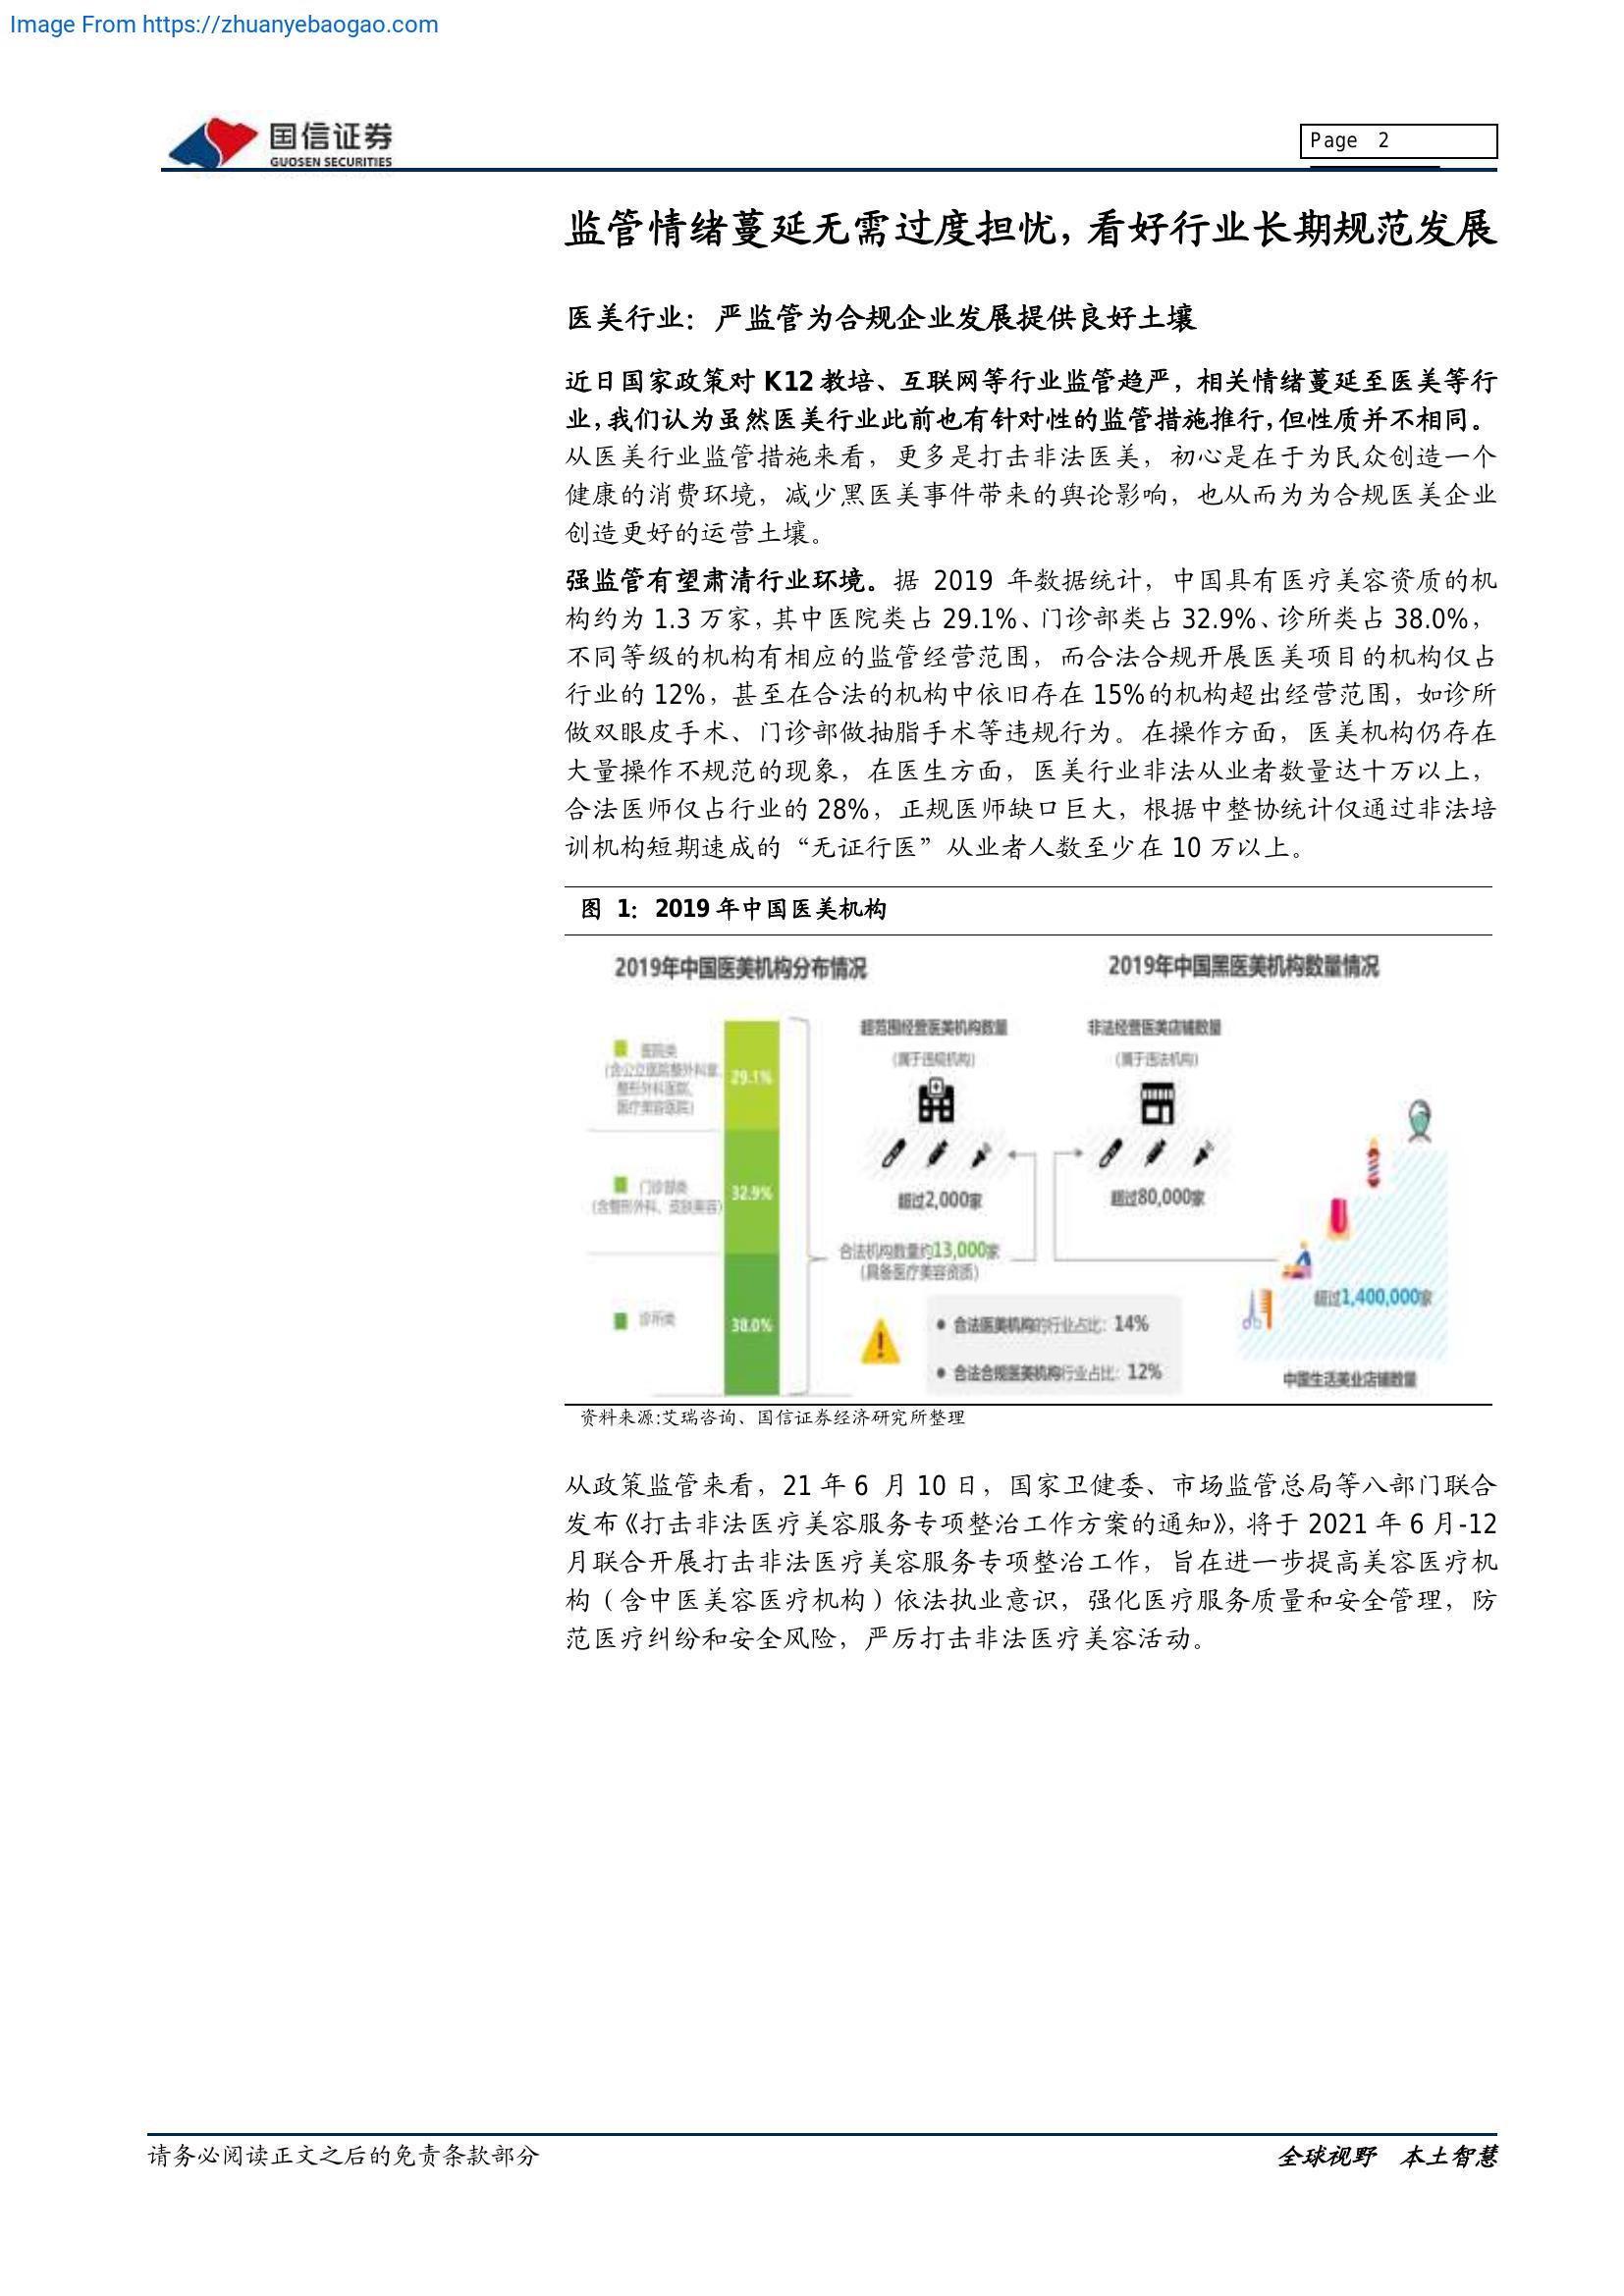 Image From https://zhuanyebaogao.com
国信证券
GUOSEN SECURITIES
Page 2
监管情绪蔓延无需过度担忧，看好行业长期规范发展
医美行业：严监管为合规企业发展提供良好土壤
近日国家政策对 K12 教培、互联网等行业监管趋严，相关情绪蔓延至医美等行
业，我们认为虽然医美行业此前也有针对性的监管措施推行，但性质并不相同。
从医美行业监管措施来看，更多是打击非法医美，初心是在于为民众创造一个
健康的消费环境，减少黑医美事件带来的舆论影响，也从而为为合规医美企业
创造更好的运营土壤。
强监管有望肃清行业环境。据 2019 年数据统计，中国具有医疗美容资质的机
构约为 1.3 万家，其中医院类占 29.1%、门诊部类占 32.9%、诊所类占 38.0%，
不同等级的机构有相应的监管经营范围，而合法合规开展医美项目的机构仅占
行业的 12%，甚至在合法的机构中依旧存在 15%的机构超出经营范围，如诊所
做双眼皮手术、门诊部做抽脂手术等违规行为。在操作方面，医美机构仍存在
大量操作不规范的现象，在医生方面，医美行业非法从业者数量达十万以上，
合法医师仅占行业的 28%，正规医师缺口巨大，根据中整协统计仅通过非法培
训机构短期速成的“无证行医”从业者人数至少在 10 万以上。
图 1：2019 年中国医美机构
2019年中国医美机构分布情况
2019年中国黑医美机构数量情况
医院类
(含公立医院整外科室、
整形外科医院、
医疗美容医院)
29.1%
门诊部类
(含整形外科、皮肤美容)
32.9%
诊所类
38.0%
超范围经营医美机构数量
(属于违规机构)
超过2,000家
非法经营医美店铺数量
(属于违法机构)
超过80,000家
合法机构数量约13,000家
(具备医疗美容资质)
● 合法医美机构的行业占比：14%
● 合法合规医美机构行业占比：12%
超过1,400,000家
中国生活美业店铺数量
资料来源:艾瑞咨询、国信证券经济研究所整理
从政策监管来看，21 年 6 月 10 日，国家卫健委、市场监管总局等八部门联合
发布《打击非法医疗美容服务专项整治工作方案的通知》，将于 2021 年 6 月-12
月联合开展打击非法医疗美容服务专项整治工作，旨在进一步提高美容医疗机
构（含中医美容医疗机构）依法执业意识，强化医疗服务质量和安全管理，防
范医疗纠纷和安全风险，严厉打击非法医疗美容活动。
请务必阅读正文之后的免责条款部分
全球视野 本土智慧